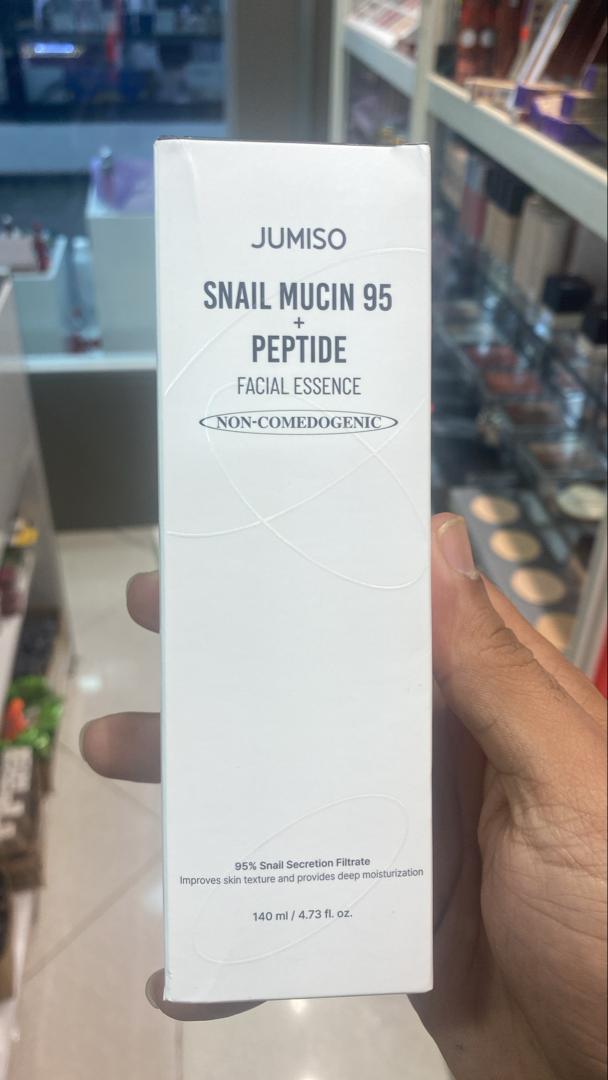 JUMISO
SNAIL MUCIN 95
+
PEPTIDE
FACIAL ESSENCE
NON-COMEDOGENIC
95% Snail Secretion Filtrate
Improves skin texture and provides deep moisturization
140 ml / 4.73 fl. oz.